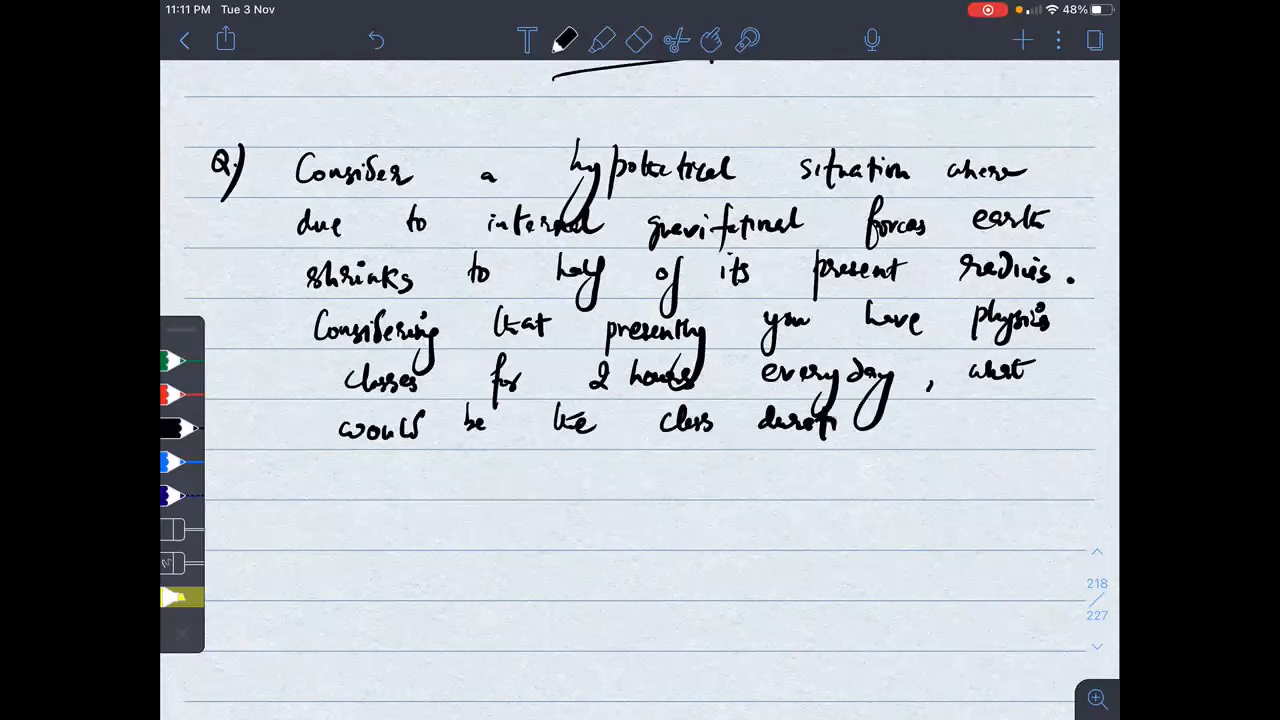 11:11 PM Tue 3 Nov
48%
T
Q.) Consider a hypothetical situation where
due to internal gravitational forces earth
shrinks to half of its present radius.
Considering that presently you have physics
classes for 2 hours everyday, what
would be the class durati
218
227